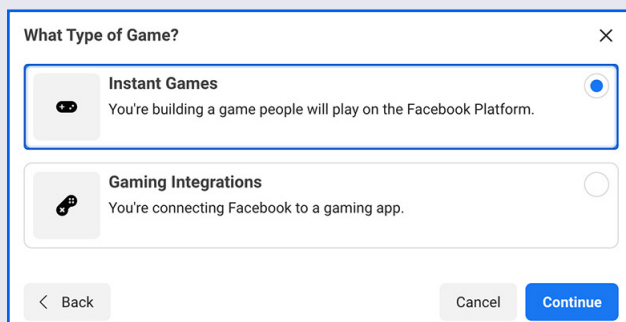 What Type of Game?
Instant Games
You're building a game people will play on the Facebook Platform.
Gaming Integrations
You're connecting Facebook to a gaming app.
Back
Cancel
Continue